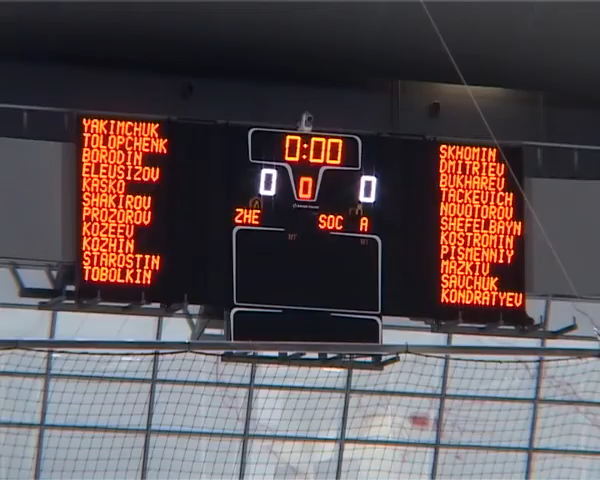 YAKIMCHUK
TOLOPCHENK
BORODIN
ELEUSIZOV
KASKO
SHAKIROV
PROZOROV
KOZEEV
KOZHIN
STAROSTIN
TOBOLKIN
0:00
0 0 0
ZHE SOC A
SKHOMIN
DMITRIEV
BUKHAREV
TACKEVICH
NOVOTOROV
SHEFELBAYN
KOSTROMIN
PISMENNIY
MAZKIV
SAVCHUK
KONDRATYEV